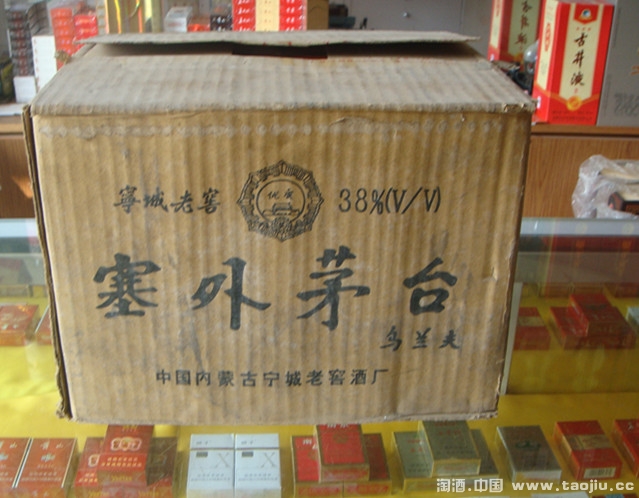 古井液
寧城老窖 优质 38%(V/V)
塞外茅台
乌兰夫
中国内蒙古宁城老窖酒厂
淘酒.中国 www.taojiu.cc